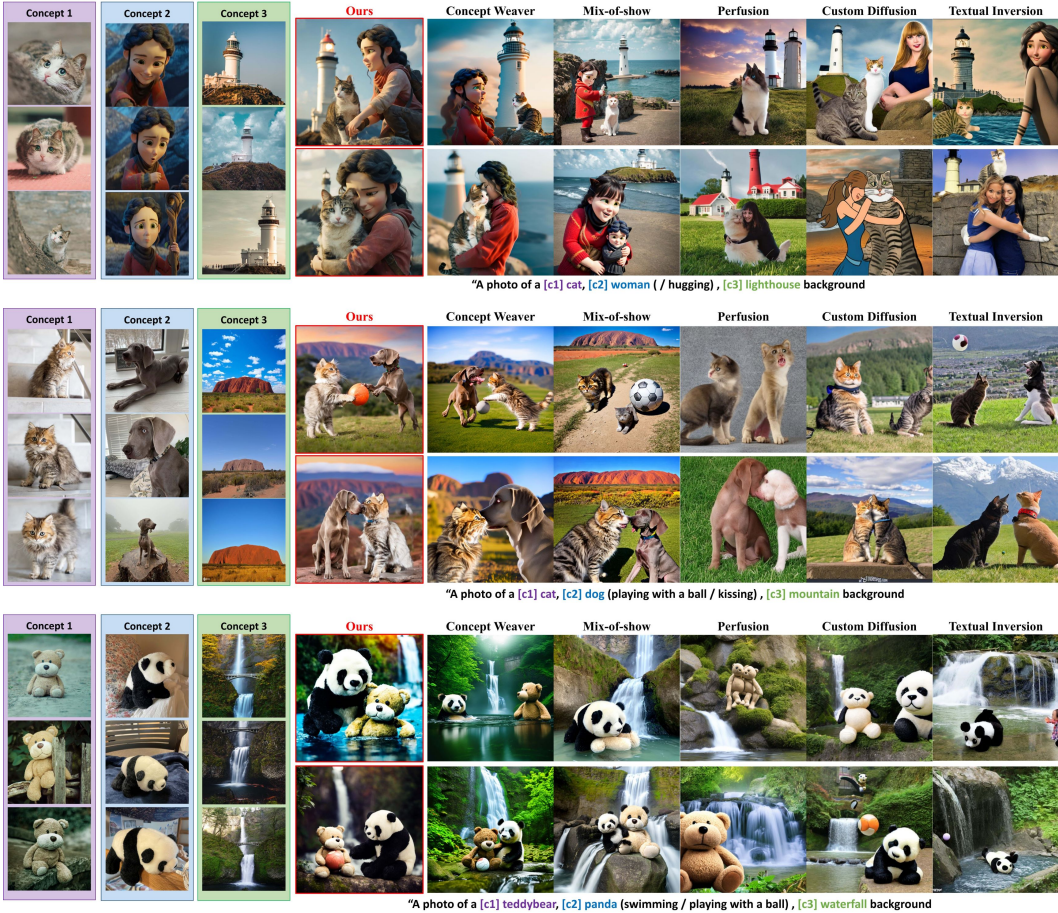 Concept 1 Concept 2 Concept 3 Ours Concept Weaver Mix-of-show Perfusion Custom Diffusion Textual Inversion
“A photo of a [c1] cat, [c2] woman ( / hugging) , [c3] lighthouse background
Concept 1 Concept 2 Concept 3 Ours Concept Weaver Mix-of-show Perfusion Custom Diffusion Textual Inversion
“A photo of a [c1] cat, [c2] dog (playing with a ball / kissing) , [c3] mountain background
Concept 1 Concept 2 Concept 3 Ours Concept Weaver Mix-of-show Perfusion Custom Diffusion Textual Inversion
“A photo of a [c1] teddybear, [c2] panda (swimming / playing with a ball) , [c3] waterfall background